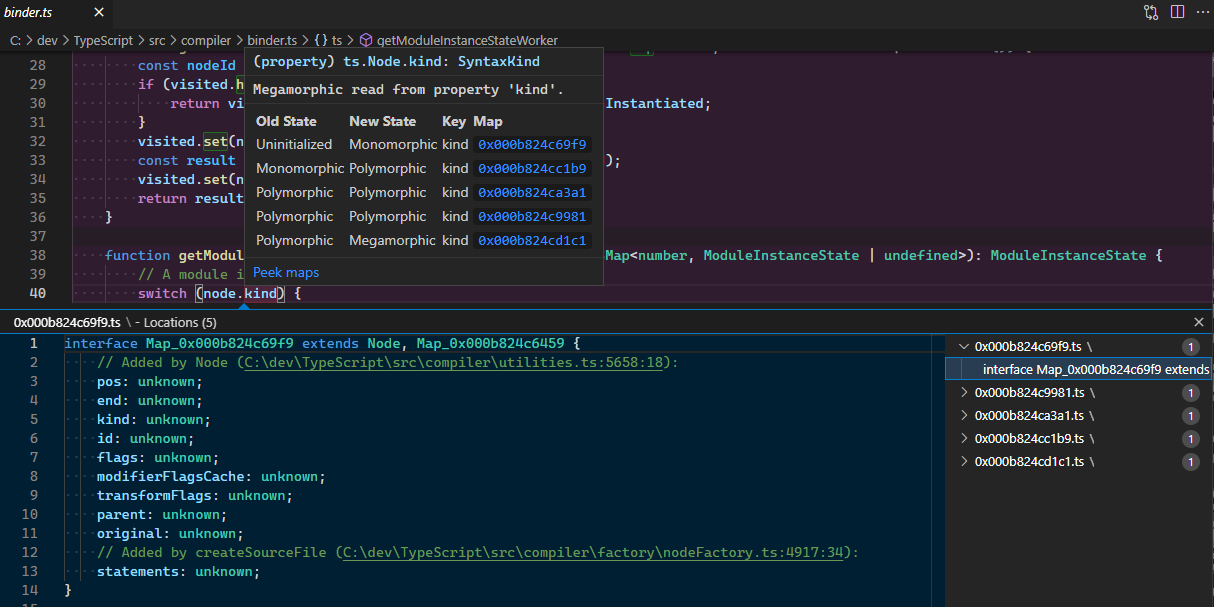 binder.ts
C: > dev > TypeScript > src > compiler > binder.ts > {} ts > getModuleInstanceStateWorker
28 const nodeId
29 if (visited.h
30 return vi Instantiated;
31 }
32 visited.set(n
33 const result );
34 visited.set(n
35 return result
36 }
37
38 function getModul Map<number, ModuleInstanceState | undefined>): ModuleInstanceState {
39 // A module i
40 switch (node.kind) {
(property) ts.Node.kind: SyntaxKind
Megamorphic read from property 'kind'.
Old State New State Key Map
Uninitialized Monomorphic kind 0x000b824c69f9
Monomorphic Polymorphic kind 0x000b824cc1b9
Polymorphic Polymorphic kind 0x000b824ca3a1
Polymorphic Polymorphic kind 0x000b824c9981
Polymorphic Megamorphic kind 0x000b824cd1c1
Peek maps
0x000b824c69f9.ts \ - Locations (5)
1 interface Map_0x000b824c69f9 extends Node, Map_0x000b824c6459 {
2 // Added by Node (C:\dev\TypeScript\src\compiler\utilities.ts:5658:18):
3 pos: unknown;
4 end: unknown;
5 kind: unknown;
6 id: unknown;
7 flags: unknown;
8 modifierFlagsCache: unknown;
9 transformFlags: unknown;
10 parent: unknown;
11 original: unknown;
12 // Added by createSourceFile (C:\dev\TypeScript\src\compiler\factory\nodeFactory.ts:4917:34):
13 statements: unknown;
14 }
0x000b824c69f9.ts \ 1
interface Map_0x000b824c69f9 extends
0x000b824c9981.ts \ 1
0x000b824ca3a1.ts \ 1
0x000b824cc1b9.ts \ 1
0x000b824cd1c1.ts \ 1